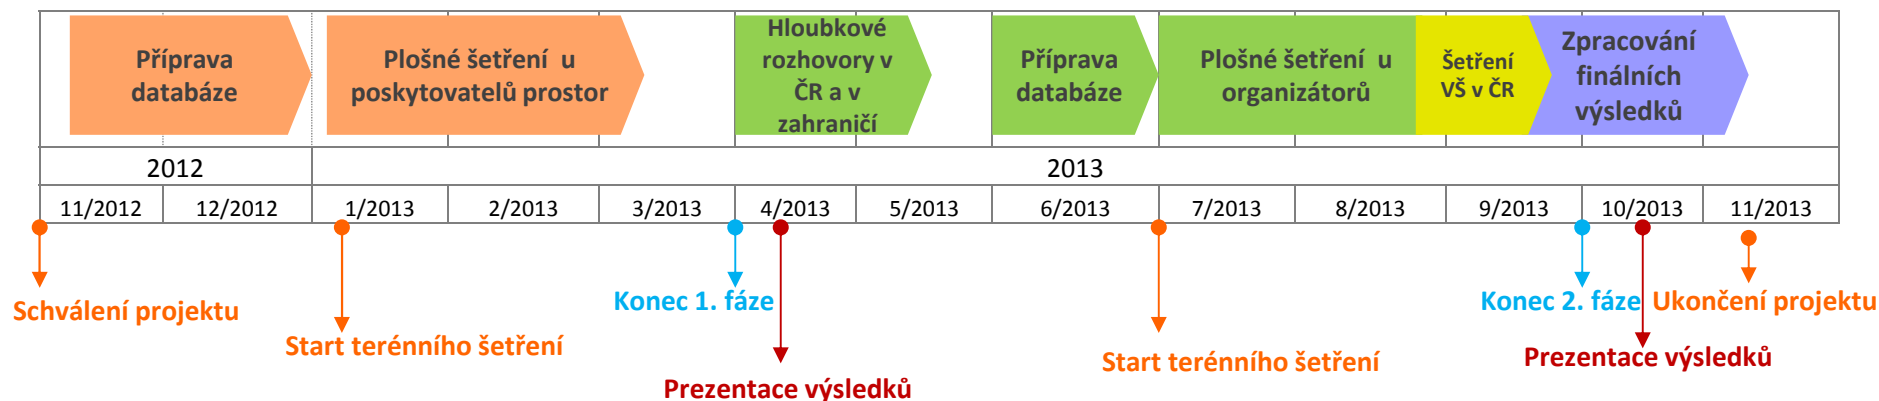 Příprava
databáze
Plošné šetření u
poskytovatelů prostor
Hloubkové
rozhovory v
ČR a v
zahraničí
Příprava
databáze
Plošné šetření u
organizátorů
Šetření
VŠ v ČR
Zpracování
finálních
výsledků
2012 2013
11/2012 12/2012 1/2013 2/2013 3/2013 4/2013 5/2013 6/2013 7/2013 8/2013 9/2013 10/2013 11/2013
Schválení projektu
Start terénního šetření
Konec 1. fáze
Prezentace výsledků
Start terénního šetření
Konec 2. fáze
Prezentace výsledků
Ukončení projektu